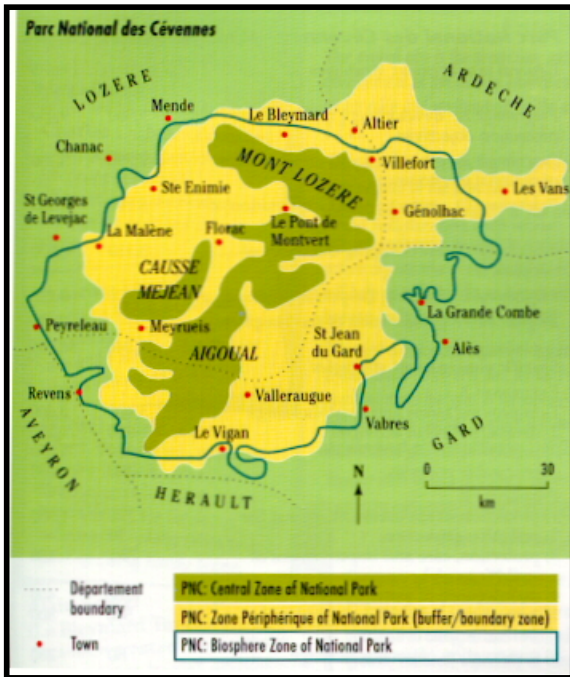 Parc National des Cévennes
LOZERE
ARDECHE
Mende
Le Bleymard
Altier
Chanac
MONT LOZERE
Villefort
Ste Enimie
Les Vans
St Georges
de Levejac
Génolhac
La Malène
Florac
Le Pont de
Montvert
CAUSSE
MEJEAN
La Grande Combe
Peyreleau
Meyrueis
St Jean
du Gard
Alès
AIGOUAL
Revens
Valleraugue
Vabres
AVEYRON
Le Vigan
GARD
HERAULT
N
0 30
km
Département
boundary
Town
PNC: Central Zone of National Park
PNC: Zone Périphérique of National Park (buffer/boundary zone)
PNC: Biosphere Zone of National Park